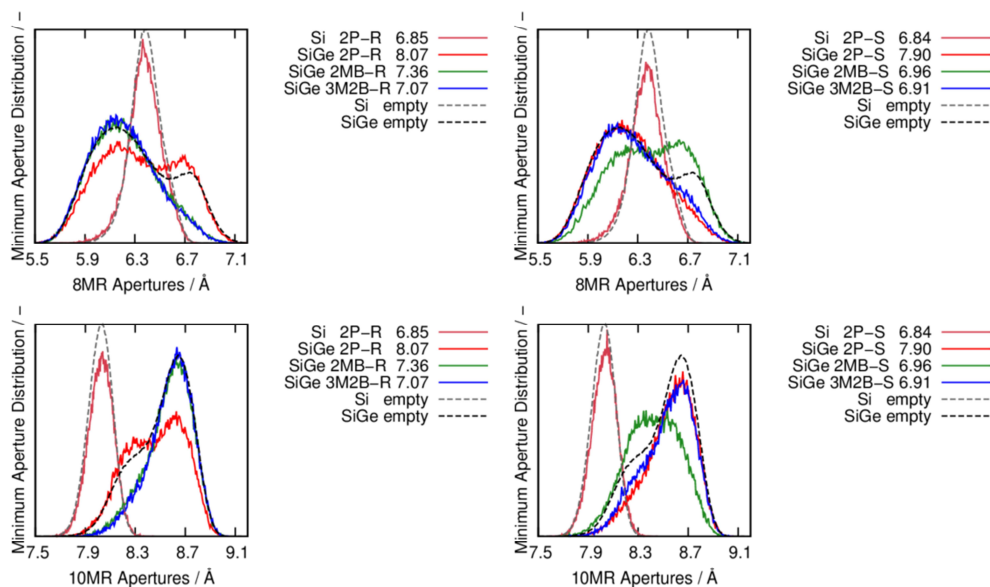 Minimum Aperture Distribution / –
Si 2P–R 6.85
SiGe 2P–R 8.07
SiGe 2MB–R 7.36
SiGe 3M2B–R 7.07
Si empty
SiGe empty
5.5 5.9 6.3 6.7 7.1
8MR Apertures / Å
Minimum Aperture Distribution / –
Si 2P–S 6.84
SiGe 2P–S 7.90
SiGe 2MB–S 6.96
SiGe 3M2B–S 6.91
Si empty
SiGe empty
5.5 5.9 6.3 6.7 7.1
8MR Apertures / Å
Minimum Aperture Distribution / –
Si 2P–R 6.85
SiGe 2P–R 8.07
SiGe 2MB–R 7.36
SiGe 3M2B–R 7.07
Si empty
SiGe empty
7.5 7.9 8.3 8.7 9.1
10MR Apertures / Å
Minimum Aperture Distribution / –
Si 2P–S 6.84
SiGe 2P–S 7.90
SiGe 2MB–S 6.96
SiGe 3M2B–S 6.91
Si empty
SiGe empty
7.5 7.9 8.3 8.7 9.1
10MR Apertures / Å